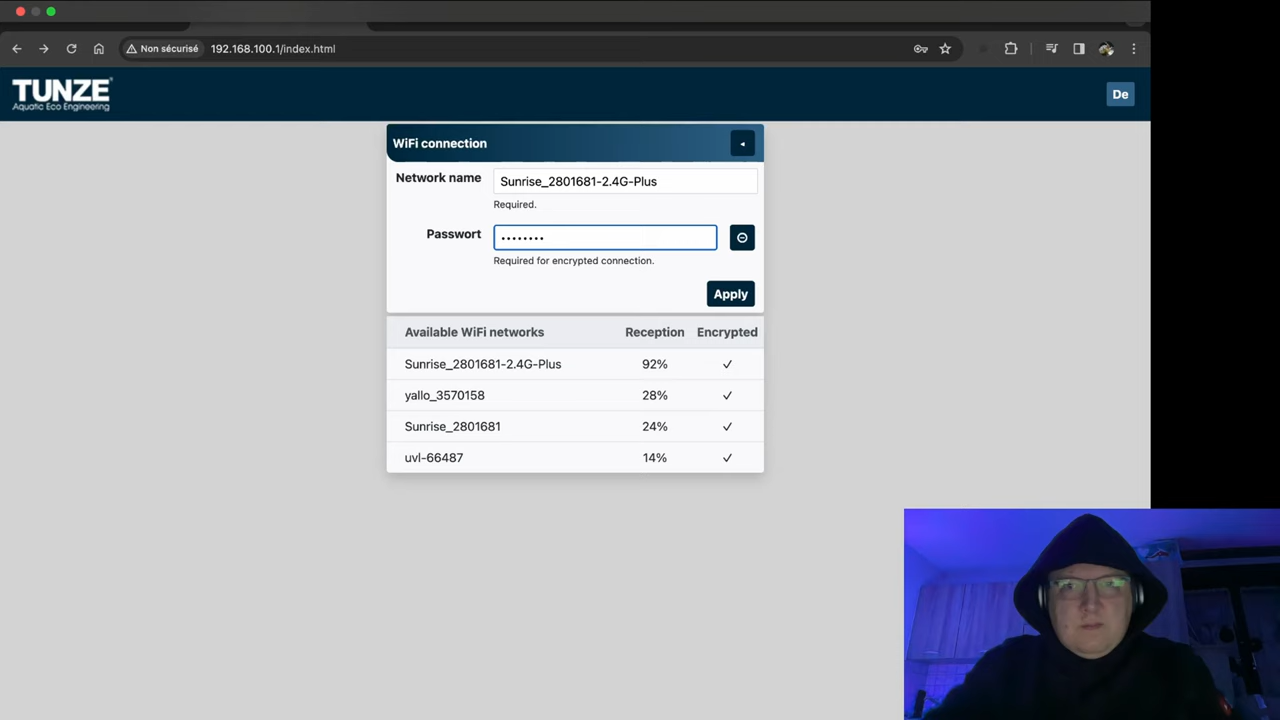 Non sécurisé
192.168.100.1/index.html
TUNZE
Aquatic Eco Engineering
De
WiFi connection
Network name
Sunrise_2801681-2.4G-Plus
Required.
Passwort
••••••••
Required for encrypted connection.
Apply
Available WiFi networks Reception Encrypted
Sunrise_2801681-2.4G-Plus 92% ✓
yallo_3570158 28% ✓
Sunrise_2801681 24% ✓
uvl-66487 14% ✓